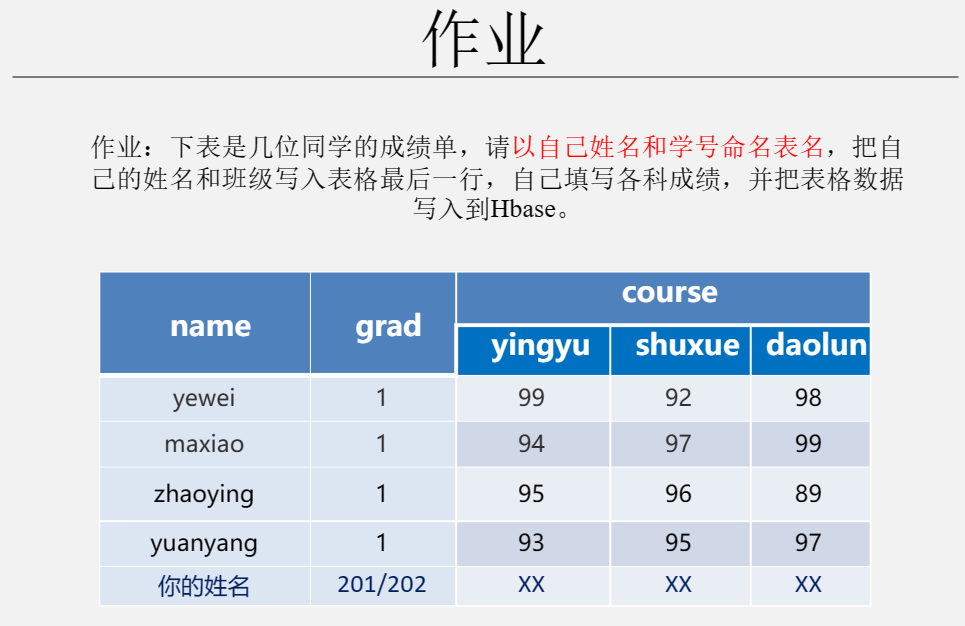 作业
作业：下表是几位同学的成绩单，请以自己姓名和学号命名表名，把自
己的姓名和班级写入表格最后一行，自己填写各科成绩，并把表格数据
写入到Hbase。
name grad course
yingyu shuxue daolun
yewei 1 99 92 98
maxiao 1 94 97 99
zhaoying 1 95 96 89
yuanyang 1 93 95 97
你的姓名 201/202 XX XX XX